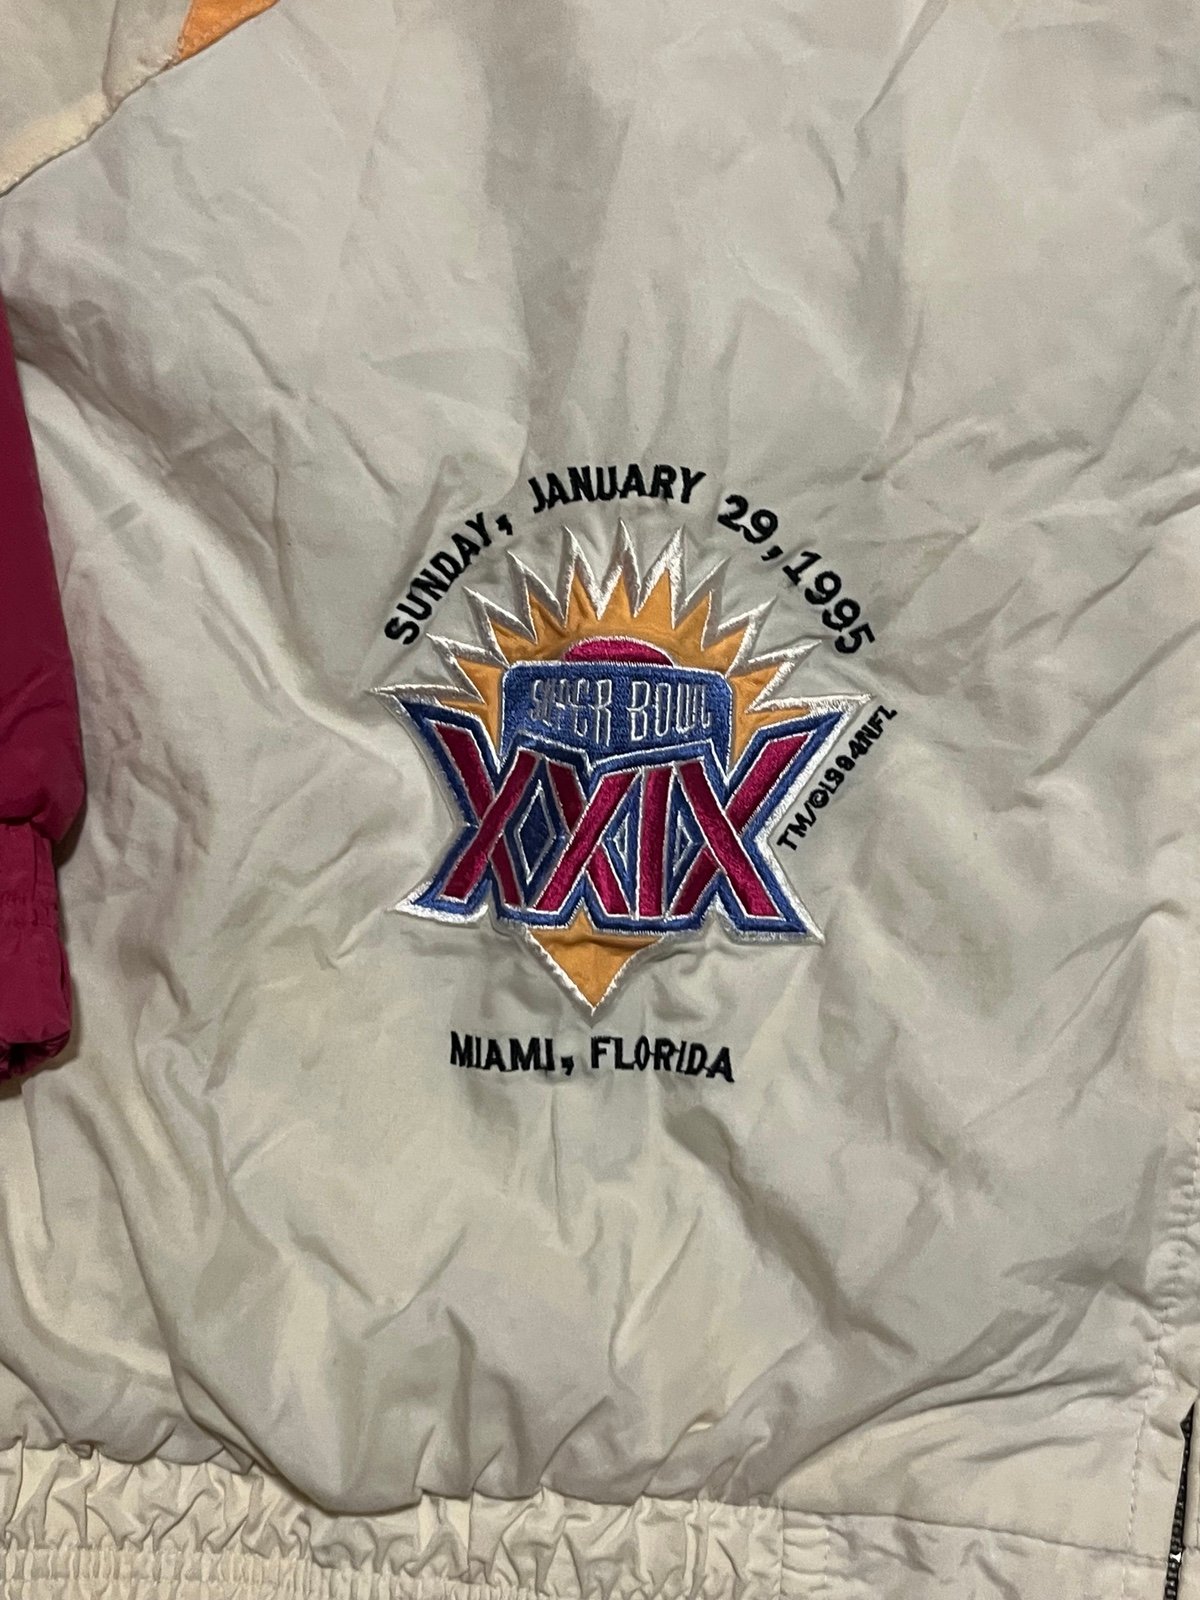 SUNDAY, JANUARY 29, 1995
SUPER BOWL
XXIX
TM/©1994NFL
MIAMI, FLORIDA